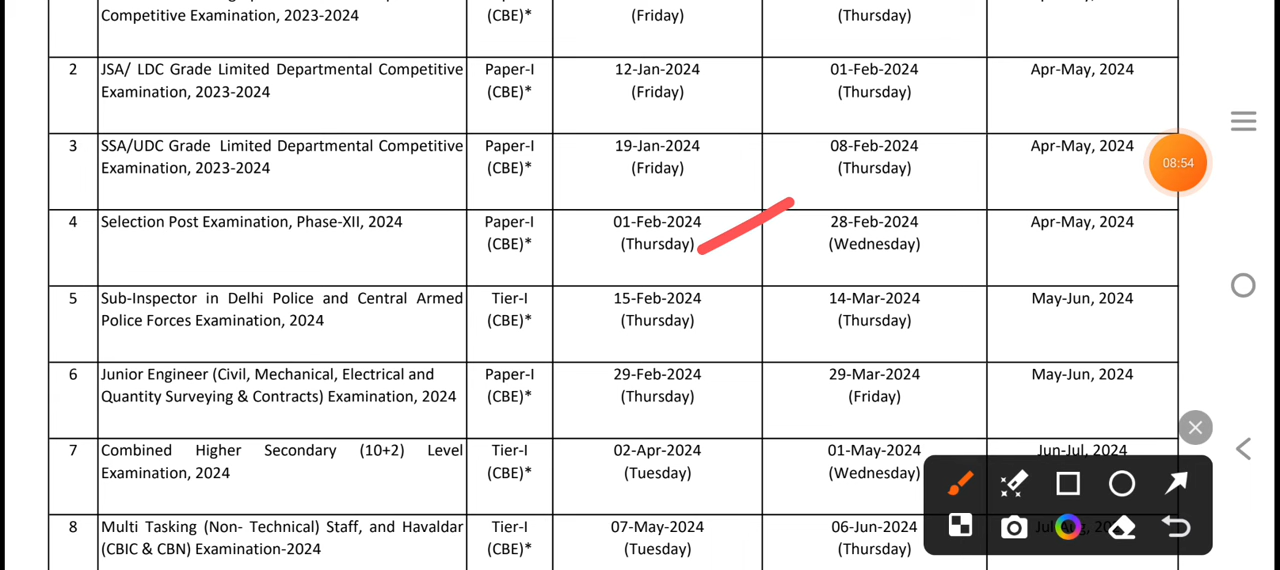 Competitive Examination, 2023-2024 (CBE)* (Friday) (Thursday)
2 JSA/ LDC Grade Limited Departmental Competitive Paper-I 12-Jan-2024 01-Feb-2024 Apr-May, 2024
Examination, 2023-2024 (CBE)* (Friday) (Thursday)
3 SSA/UDC Grade Limited Departmental Competitive Paper-I 19-Jan-2024 08-Feb-2024 Apr-May, 2024
Examination, 2023-2024 (CBE)* (Friday) (Thursday)
08:54
4 Selection Post Examination, Phase-XII, 2024 Paper-I 01-Feb-2024 28-Feb-2024 Apr-May, 2024
(CBE)* (Thursday) (Wednesday)
5 Sub-Inspector in Delhi Police and Central Armed Tier-I 15-Feb-2024 14-Mar-2024 May-Jun, 2024
Police Forces Examination, 2024 (CBE)* (Thursday) (Thursday)
6 Junior Engineer (Civil, Mechanical, Electrical and Paper-I 29-Feb-2024 29-Mar-2024 May-Jun, 2024
Quantity Surveying & Contracts) Examination, 2024 (CBE)* (Thursday) (Friday)
7 Combined Higher Secondary (10+2) Level Tier-I 02-Apr-2024 01-May-2024 Jun-Jul, 2024
Examination, 2024 (CBE)* (Tuesday) (Wednesday)
8 Multi Tasking (Non- Technical) Staff, and Havaldar Tier-I 07-May-2024 06-Jun-2024
(CBIC & CBN) Examination-2024 (CBE)* (Tuesday) (Thursday)